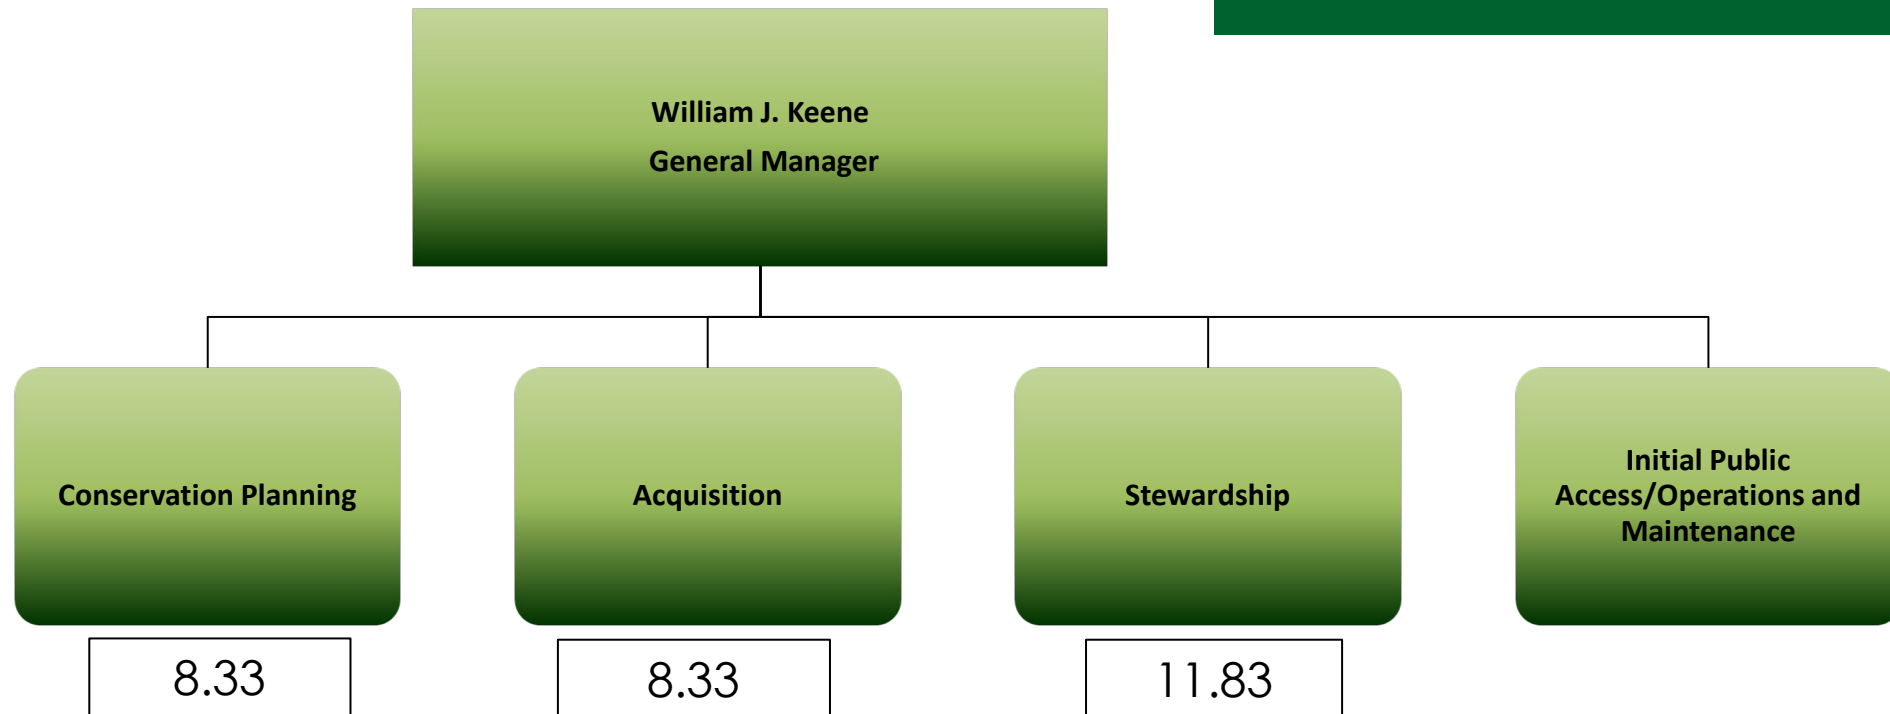 William J. Keene
General Manager
Conservation Planning
Acquisition
Stewardship
Initial Public
Access/Operations and
Maintenance
8.33
8.33
11.83